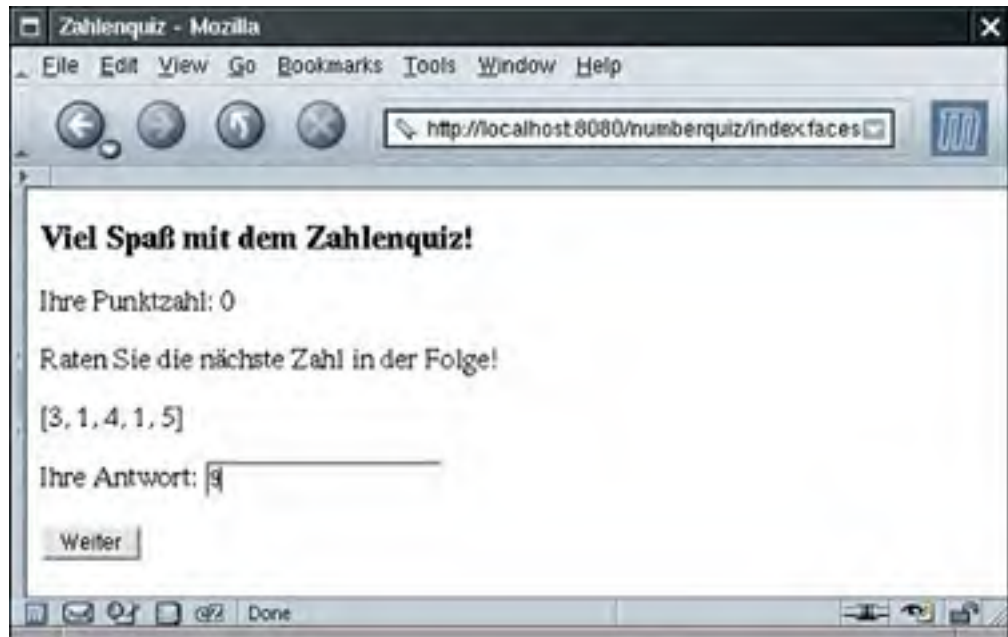 Zahlenquiz - Mozilla
File Edit View Go Bookmarks Tools Window Help
http://localhost:8080/numberquiz/index.faces
Viel Spaß mit dem Zahlenquiz!
Ihre Punktzahl: 0
Raten Sie die nächste Zahl in der Folge!
[3, 1, 4, 1, 5]
Ihre Antwort: 9
Weiter
Done